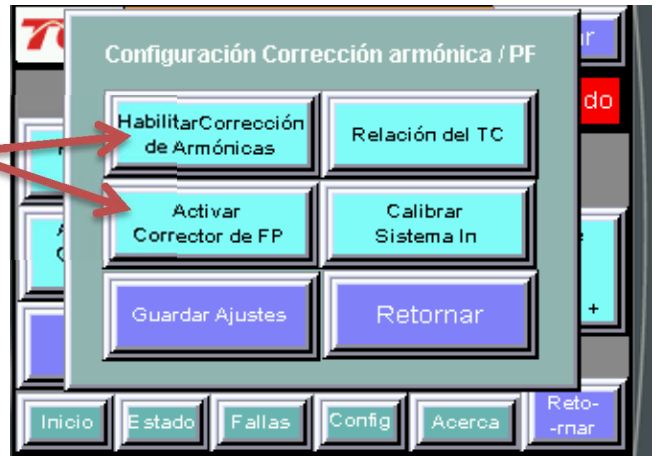 Configuración Corrección armónica / PF
do
HabilitarCorrección
de Armónicas
Relación del TC
Activar
Corrector de FP
Calibrar
Sistema In
Guardar Ajustes
Retornar
+
Inicio
Estado
Fallas
Config
Acerca
Reto-
-rnar